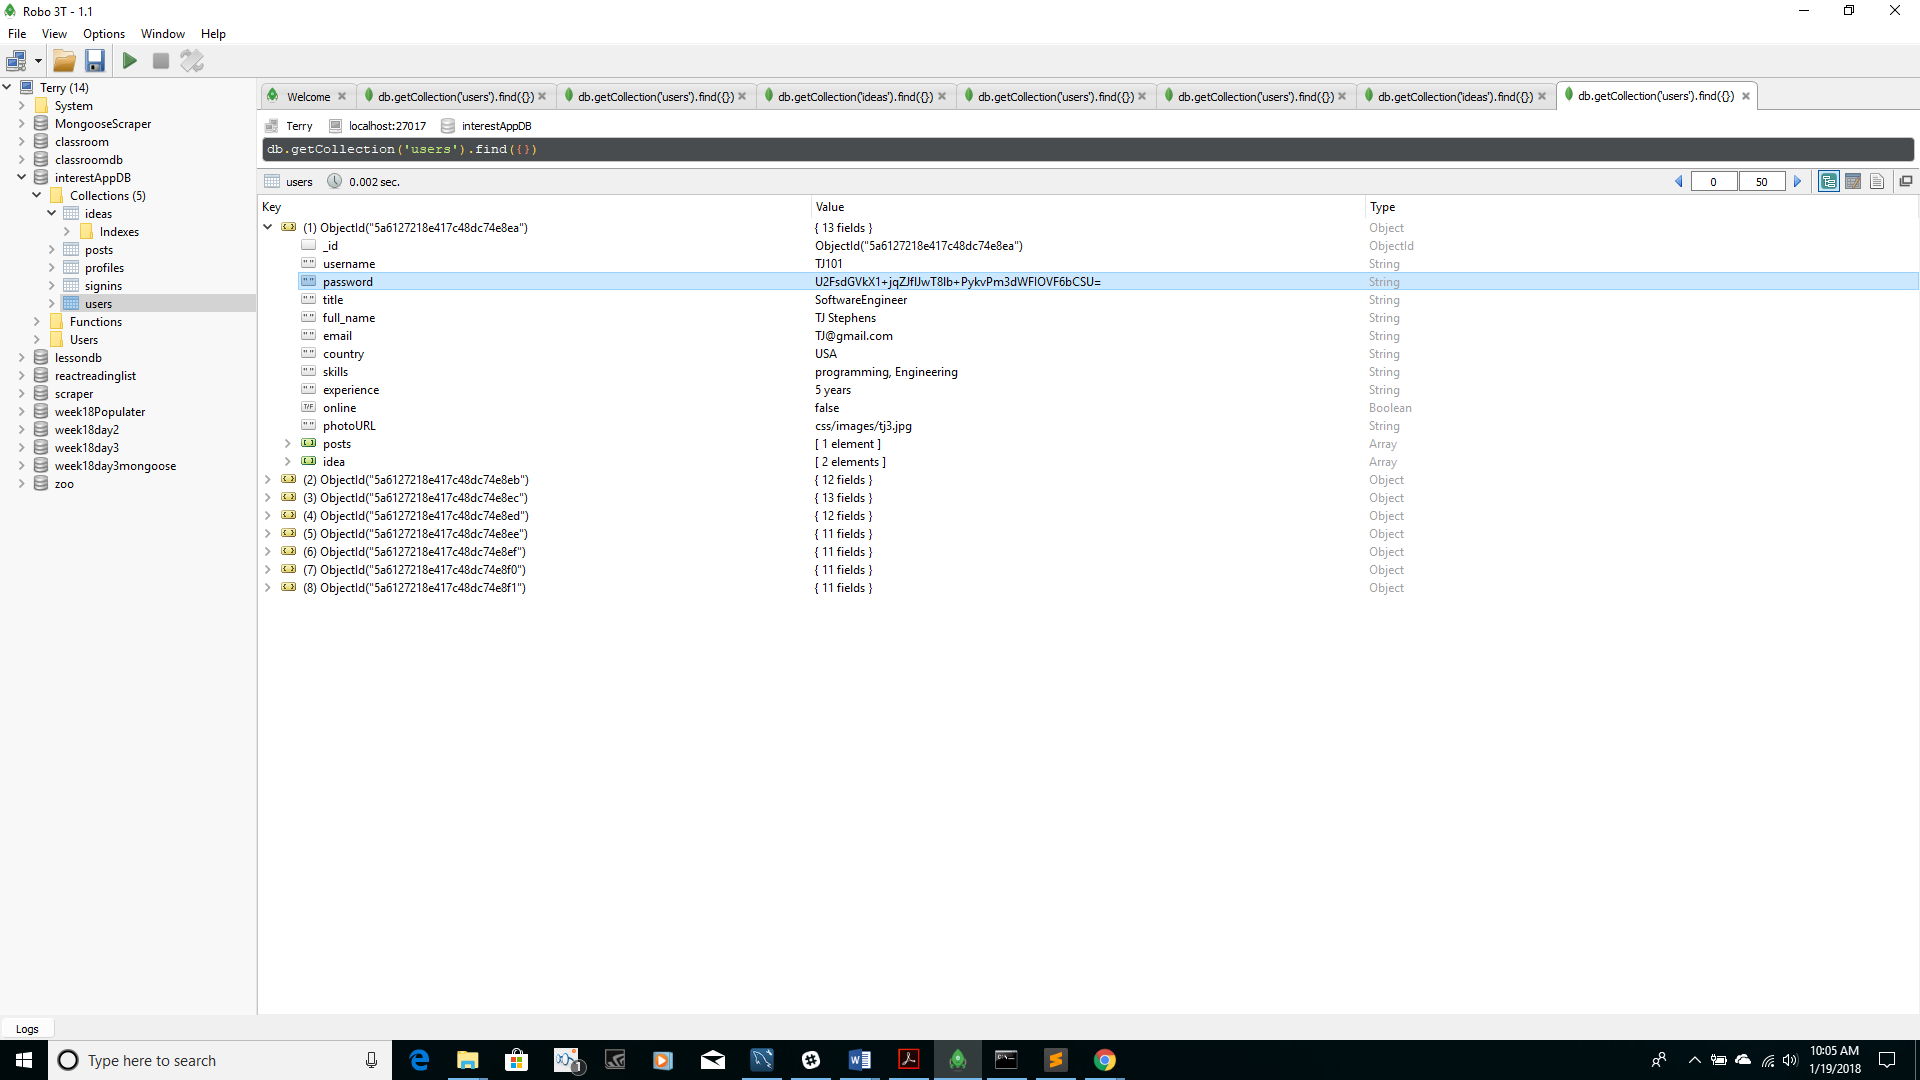 Robo 3T - 1.1
File View Options Window Help
Terry (14)
System
MongooseScraper
classroom
classroomdb
interestAppDB
Collections (5)
ideas
Indexes
posts
profiles
signins
users
Functions
Users
lessondb
reactreadinglist
scraper
week18Populater
week18day2
week18day3
week18day3mongoose
zoo
Welcome db.getCollection('users').find({}) db.getCollection('users').find({}) db.getCollection('ideas').find({}) db.getCollection('users').find({}) db.getCollection('users').find({}) db.getCollection('ideas').find({}) db.getCollection('users').find({})
Terry localhost:27017 interestAppDB
db.getCollection('users').find({})
users 0.002 sec. 0 50
Key Value Type
(1) ObjectId("5a6127218e417c48dc74e8ea") { 13 fields } Object
_id ObjectId("5a6127218e417c48dc74e8ea") ObjectId
username TJ101 String
password String
title SoftwareEngineer String
full_name TJ Stephens String
email TJ@gmail.com String
country USA String
skills programming, Engineering String
experience 5 years String
online false Boolean
photoURL css/images/tj3.jpg String
posts [ 1 element ] Array
idea [ 2 elements ] Array
(2) ObjectId("5a6127218e417c48dc74e8eb") { 12 fields } Object
(3) ObjectId("5a6127218e417c48dc74e8ec") { 13 fields } Object
(4) ObjectId("5a6127218e417c48dc74e8ed") { 12 fields } Object
(5) ObjectId("5a6127218e417c48dc74e8ee") { 11 fields } Object
(6) ObjectId("5a6127218e417c48dc74e8ef") { 11 fields } Object
(7) ObjectId("5a6127218e417c48dc74e8f0") { 11 fields } Object
(8) ObjectId("5a6127218e417c48dc74e8f1") { 11 fields } Object
Logs
Type here to search
1
10:05 AM
1/19/2018